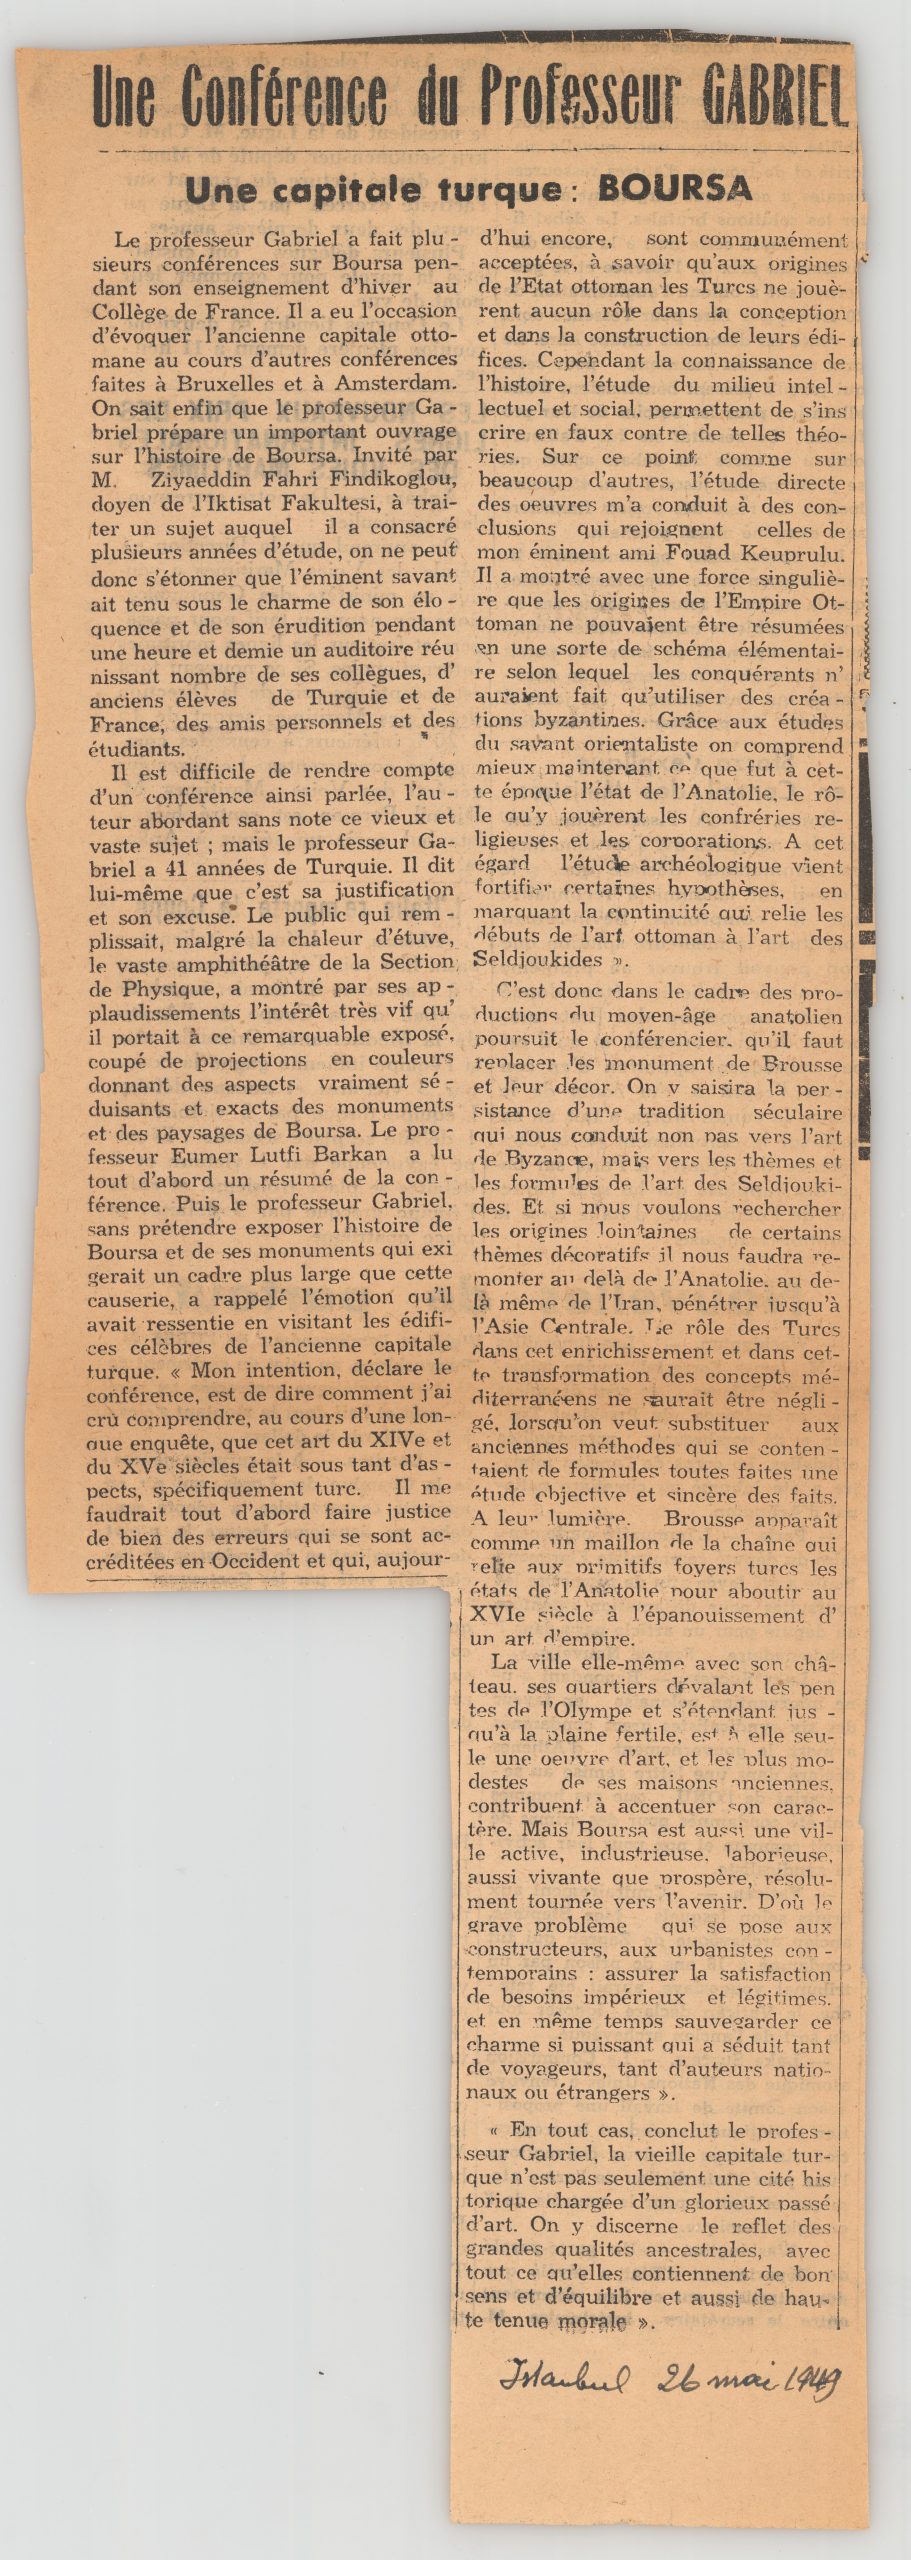 Une Conférence du Professeur GABRIEL
Une capitale turque: BOURSA
Le professeur Gabriel a fait plu -
sieurs conférences sur Boursa pen-
dant son enseignement d'hiver au
Collège de France. Il a eu l'occasion
d'évoquer l'ancienne capitale otto-
mane au cours d'autres conférences
faites à Bruxelles et à Amsterdam.
On sait enfin que le professeur Ga -
briel prépare un important ouvrage
sur l'histoire de Boursa. Invité par
M. Ziyaeddin Fahri Findikoglou,
doyen de l'Iktisat Fakultesi, à trai-
ter un sujet auquel il a consacré
plusieurs années d'étude, on ne peut
donc s'étonner que l'éminent savant
ait tenu sous le charme de son élo -
quence et de son érudition pendant
une heure et demie un auditoire réu
nissant nombre de ses collègues, d'
anciens élèves de Turquie et de
France, des amis personnels et des
étudiants.
Il est difficile de rendre compte
d'un conférence ainsi parlée, l'au -
teur abordant sans note ce vieux et
vaste sujet ; mais le professeur Ga-
briel a 41 années de Turquie. Il dit
lui-même que c'est sa justification
et son excuse. Le public qui rem -
plissait, malgré la chaleur d'étuve,
le vaste amphithéâtre de la Section
de Physique, a montré par ses ap -
plaudissements l'intérêt très vif qu'
il portait à ce remarquable exposé,
coupé de projections en couleurs
donnant des aspects vraiment sé -
duisants et exacts des monuments
et des paysages de Boursa. Le pro -
fesseur Eumer Lutfi Barkan a lu
tout d'abord un résumé de la con -
férence. Puis le professeur Gabriel,
sans prétendre exposer l'histoire de
Boursa et de ses monuments qui exi
gerait un cadre plus large que cette
causerie, a rappelé l'émotion qu'il
avait ressentie en visitant les édifi-
ces célèbres de l'ancienne capitale
turque. « Mon intention, déclare le
conférence, est de dire comment j'ai
crû comprendre, au cours d'une lon-
gue enquête, que cet art du XIVe et
du XVe siècles était sous tant d'as -
pects, spécifiquement turc. Il me
faudrait tout d'abord faire justice
de bien des erreurs qui se sont ac-
créditées en Occident et qui, aujour-
d'hui encore, sont communément
acceptées, à savoir qu'aux origines
de l'Etat ottoman les Turcs ne jouè-
rent aucun rôle dans la conception
et dans la construction de leurs édi-
fices. Cependant la connaissance de
l'histoire, l'étude du milieu intel -
lectuel et social, permettent de s'ins
crire en faux contre de telles théo-
ries. Sur ce point comme sur
beaucoup d'autres, l'étude directe
des oeuvres m'a conduit à des con-
clusions qui rejoignent celles de
mon éminent ami Fouad Keuprulu.
Il a montré avec une force singuliè-
re que les origines de l'Empire Ot-
toman ne pouvaient être résumées
en une sorte de schéma élémentai-
re selon lequel les conquérants n'
auraient fait qu'utiliser des créa -
tions byzantines. Grâce aux études
du savant orientaliste on comprend
mieux maintenant ce que fut à cet-
te époque l'état de l'Anatolie, le rô-
le qu'y jouèrent les confréries re-
ligieuses et les corporations. A cet
égard l'étude archéologique vient
fortifier certaines hypothèses, en
marquant la continuité qui relie les
débuts de l'art ottoman à l'art des
Seldjoukides ».
C'est donc dans le cadre des pro-
ductions du moyen-âge anatolien
poursuit le conférencier, qu'il faut
replacer les monument de Brousse
et leur décor. On y saisira la per -
sistance d'une tradition séculaire
qui nous conduit non pas vers l'art
de Byzance, mais vers les thèmes et
les formules de l'art des Seldjouki-
des. Et si nous voulons rechercher
les origines lointaines de certains
thèmes décoratifs il nous faudra re-
monter au delà de l'Anatolie, au de-
là même de l'Iran, pénétrer jusqu'à
l'Asie Centrale. Le rôle des Turcs
dans cet enrichissement et dans cet-
te transformation des concepts mé-
diterranéens ne saurait être négli -
gé, lorsqu'on veut substituer aux
anciennes méthodes qui se conten -
taient de formules toutes faites une
étude objective et sincère des faits.
A leur lumière. Brousse apparaît
comme un maillon de la chaîne qui
relie aux primitifs foyers turcs les
états de l'Anatolie pour aboutir au
XVIe siècle à l'épanouissement d'
un art d'empire.
La ville elle-même avec son châ-
teau, ses quartiers dévalant les pen
tes de l'Olympe et s'étendant jus -
qu'à la plaine fertile, est à elle seu-
le une oeuvre d'art, et les plus mo-
destes de ses maisons anciennes,
contribuent à accentuer son carac-
tère. Mais Boursa est aussi une vil-
le active, industrieuse, laborieuse,
aussi vivante que prospère, résolu-
ment tournée vers l'avenir. D'où le
grave problème qui se pose aux
constructeurs, aux urbanistes con -
temporains : assurer la satisfaction
de besoins impérieux et légitimes,
et en même temps sauvegarder ce
charme si puissant qui a séduit tant
de voyageurs, tant d'auteurs natio-
naux ou étrangers ».
« En tout cas, conclut le profes -
seur Gabriel, la vieille capitale tur-
que n'est pas seulement une cité his
torique chargée d'un glorieux passé
d'art. On y discerne le reflet des
grandes qualités ancestrales, avec
tout ce qu'elles contiennent de bon
sens et d'équilibre et aussi de hau-
te tenue morale ».
Istanbul 26 mai 1949